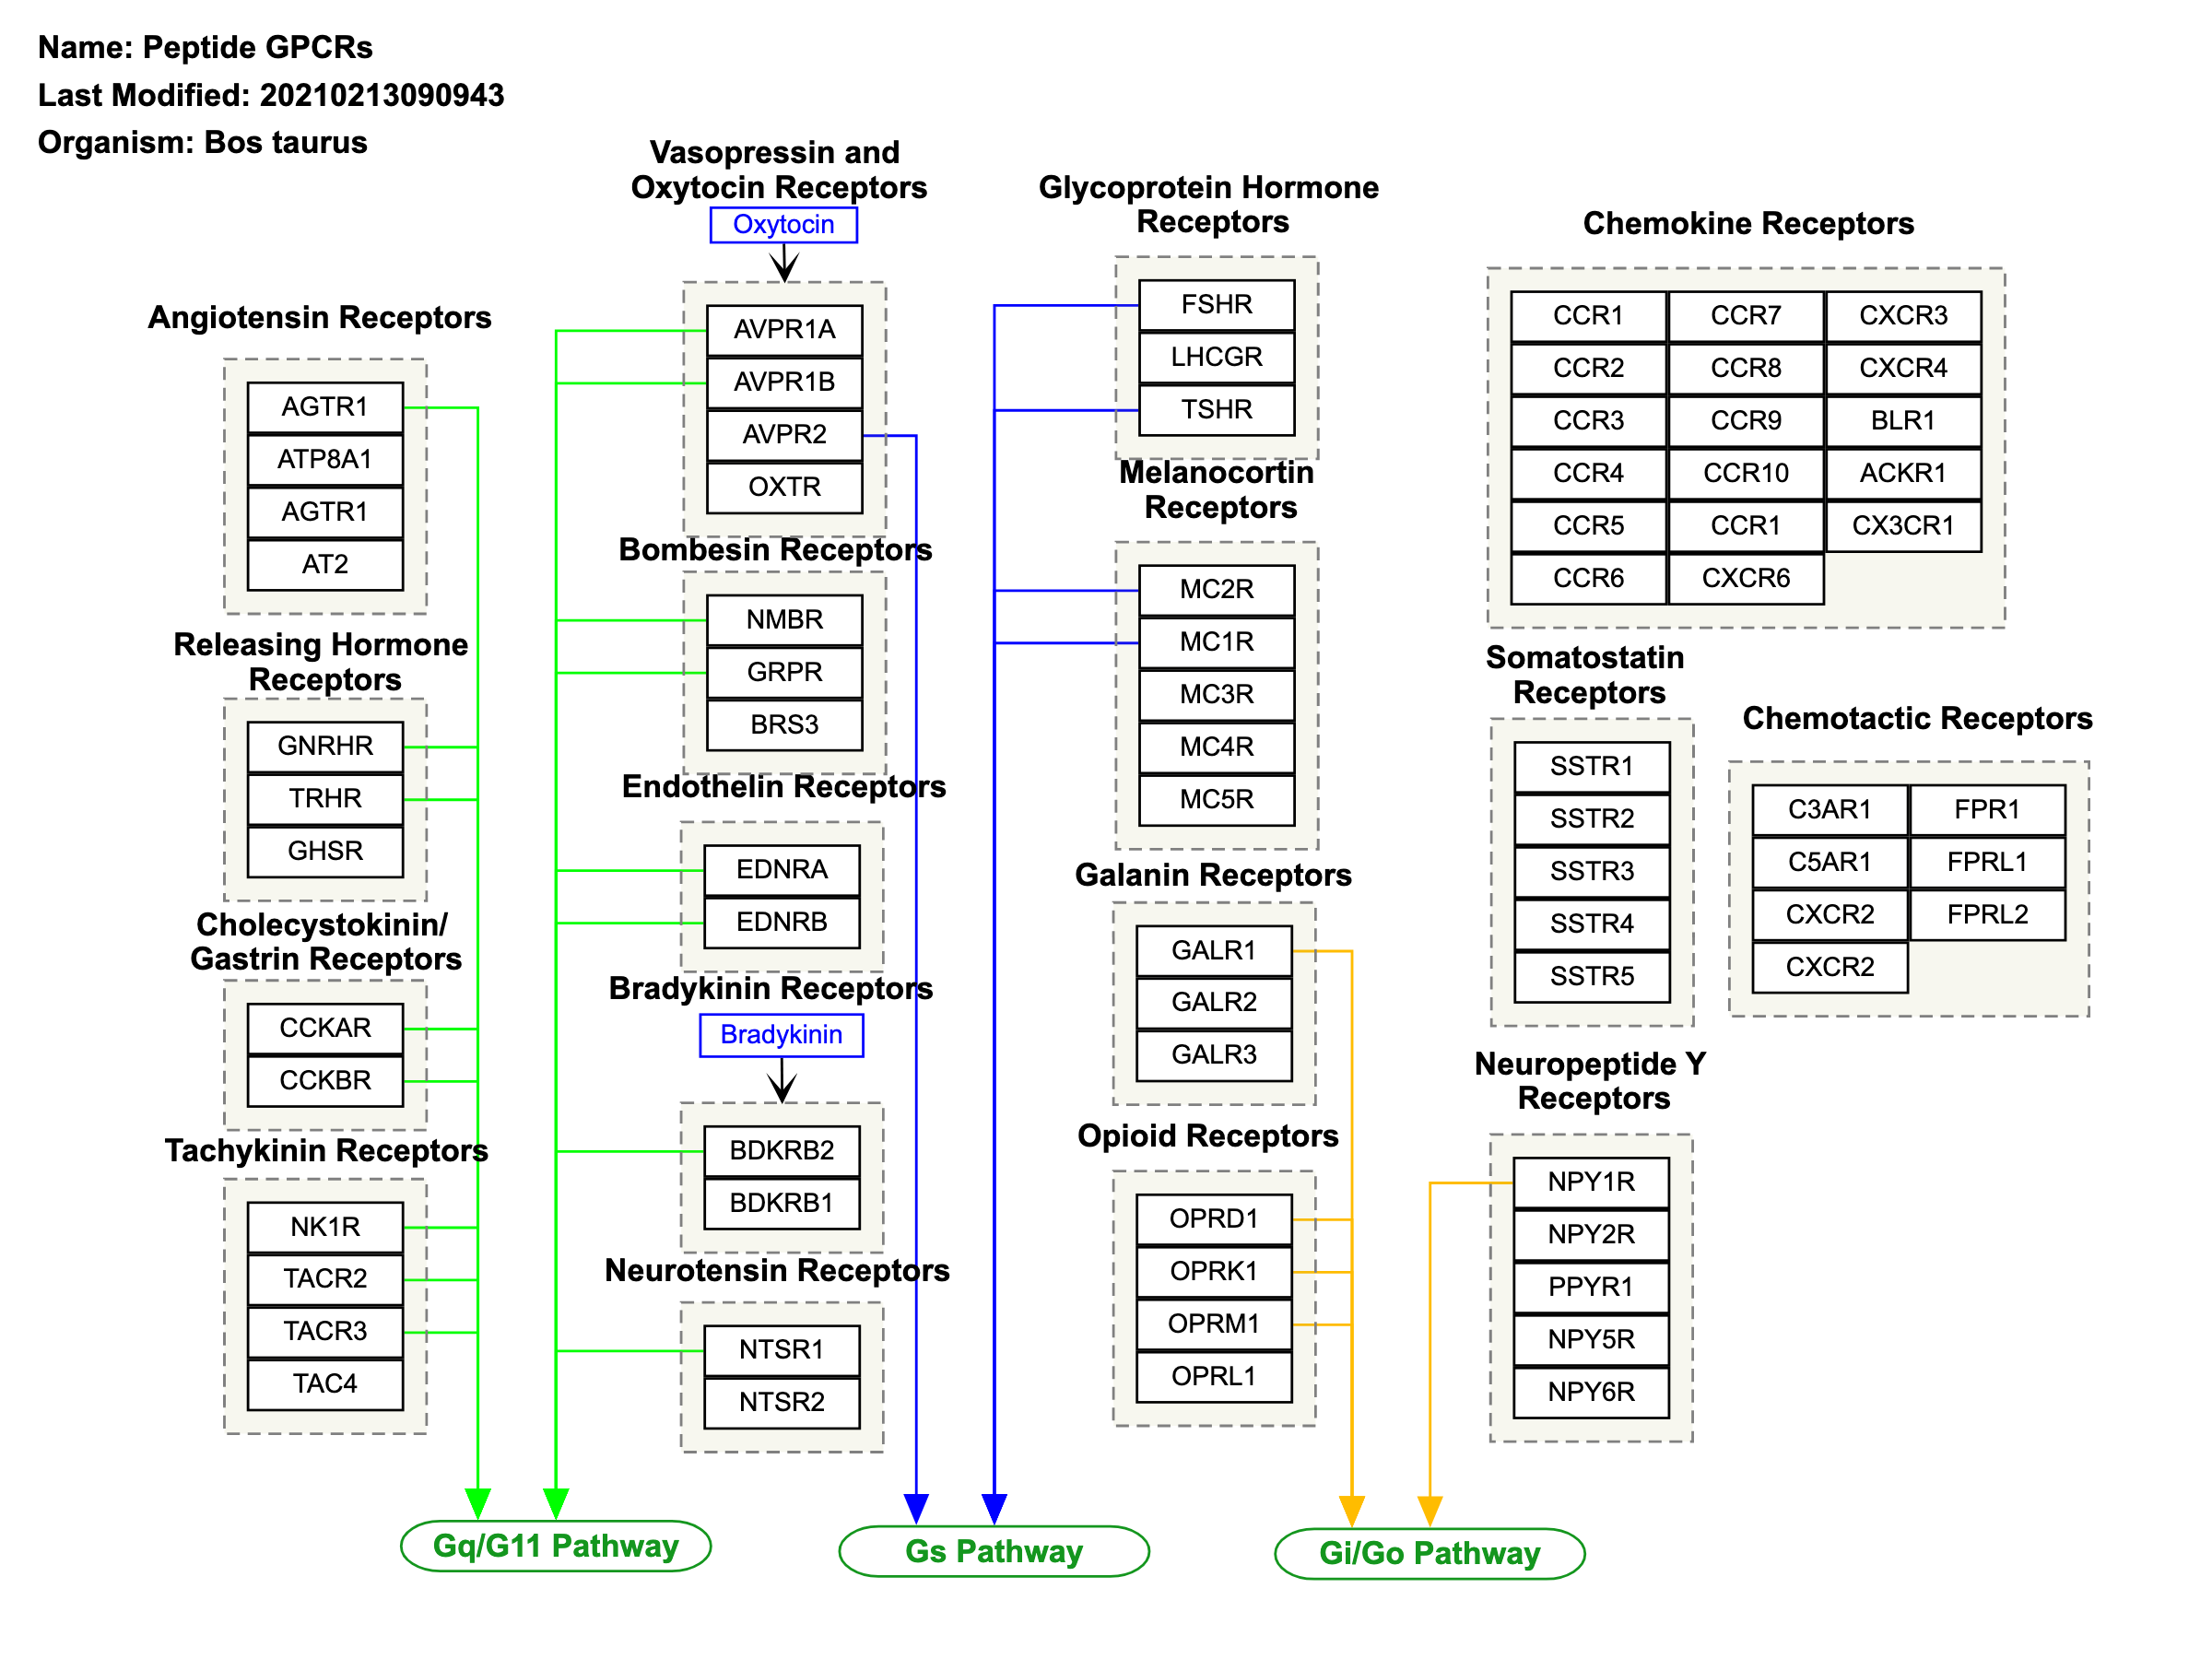 Name: Peptide GPCRs
Last Modified: 20210213090943
Organism: Bos taurus
Angiotensin Receptors
AGTR1
ATP8A1
AGTR1
AT2
Releasing Hormone
Receptors
GNRHR
TRHR
GHSR
Cholecystokinin/
Gastrin Receptors
CCKAR
CCKBR
Tachykinin Receptors
NK1R
TACR2
TACR3
TAC4
Vasopressin and
Oxytocin Receptors
Oxytocin
AVPR1A
AVPR1B
AVPR2
OXTR
Bombesin Receptors
NMBR
GRPR
BRS3
Endothelin Receptors
EDNRA
EDNRB
Bradykinin Receptors
Bradykinin
BDKRB2
BDKRB1
Neurotensin Receptors
NTSR1
NTSR2
Glycoprotein Hormone
Receptors
FSHR
LHCGR
TSHR
Melanocortin
Receptors
MC2R
MC1R
MC3R
MC4R
MC5R
Galanin Receptors
GALR1
GALR2
GALR3
Opioid Receptors
OPRD1
OPRK1
OPRM1
OPRL1
Chemokine Receptors
CCR1 CCR7 CXCR3
CCR2 CCR8 CXCR4
CCR3 CCR9 BLR1
CCR4 CCR10 ACKR1
CCR5 CCR1 CX3CR1
CCR6 CXCR6
Somatostatin
Receptors
SSTR1
SSTR2
SSTR3
SSTR4
SSTR5
Chemotactic Receptors
C3AR1 FPR1
C5AR1 FPRL1
CXCR2 FPRL2
CXCR2
Neuropeptide Y
Receptors
NPY1R
NPY2R
PPYR1
NPY5R
NPY6R
Gq/G11 Pathway
Gs Pathway
Gi/Go Pathway